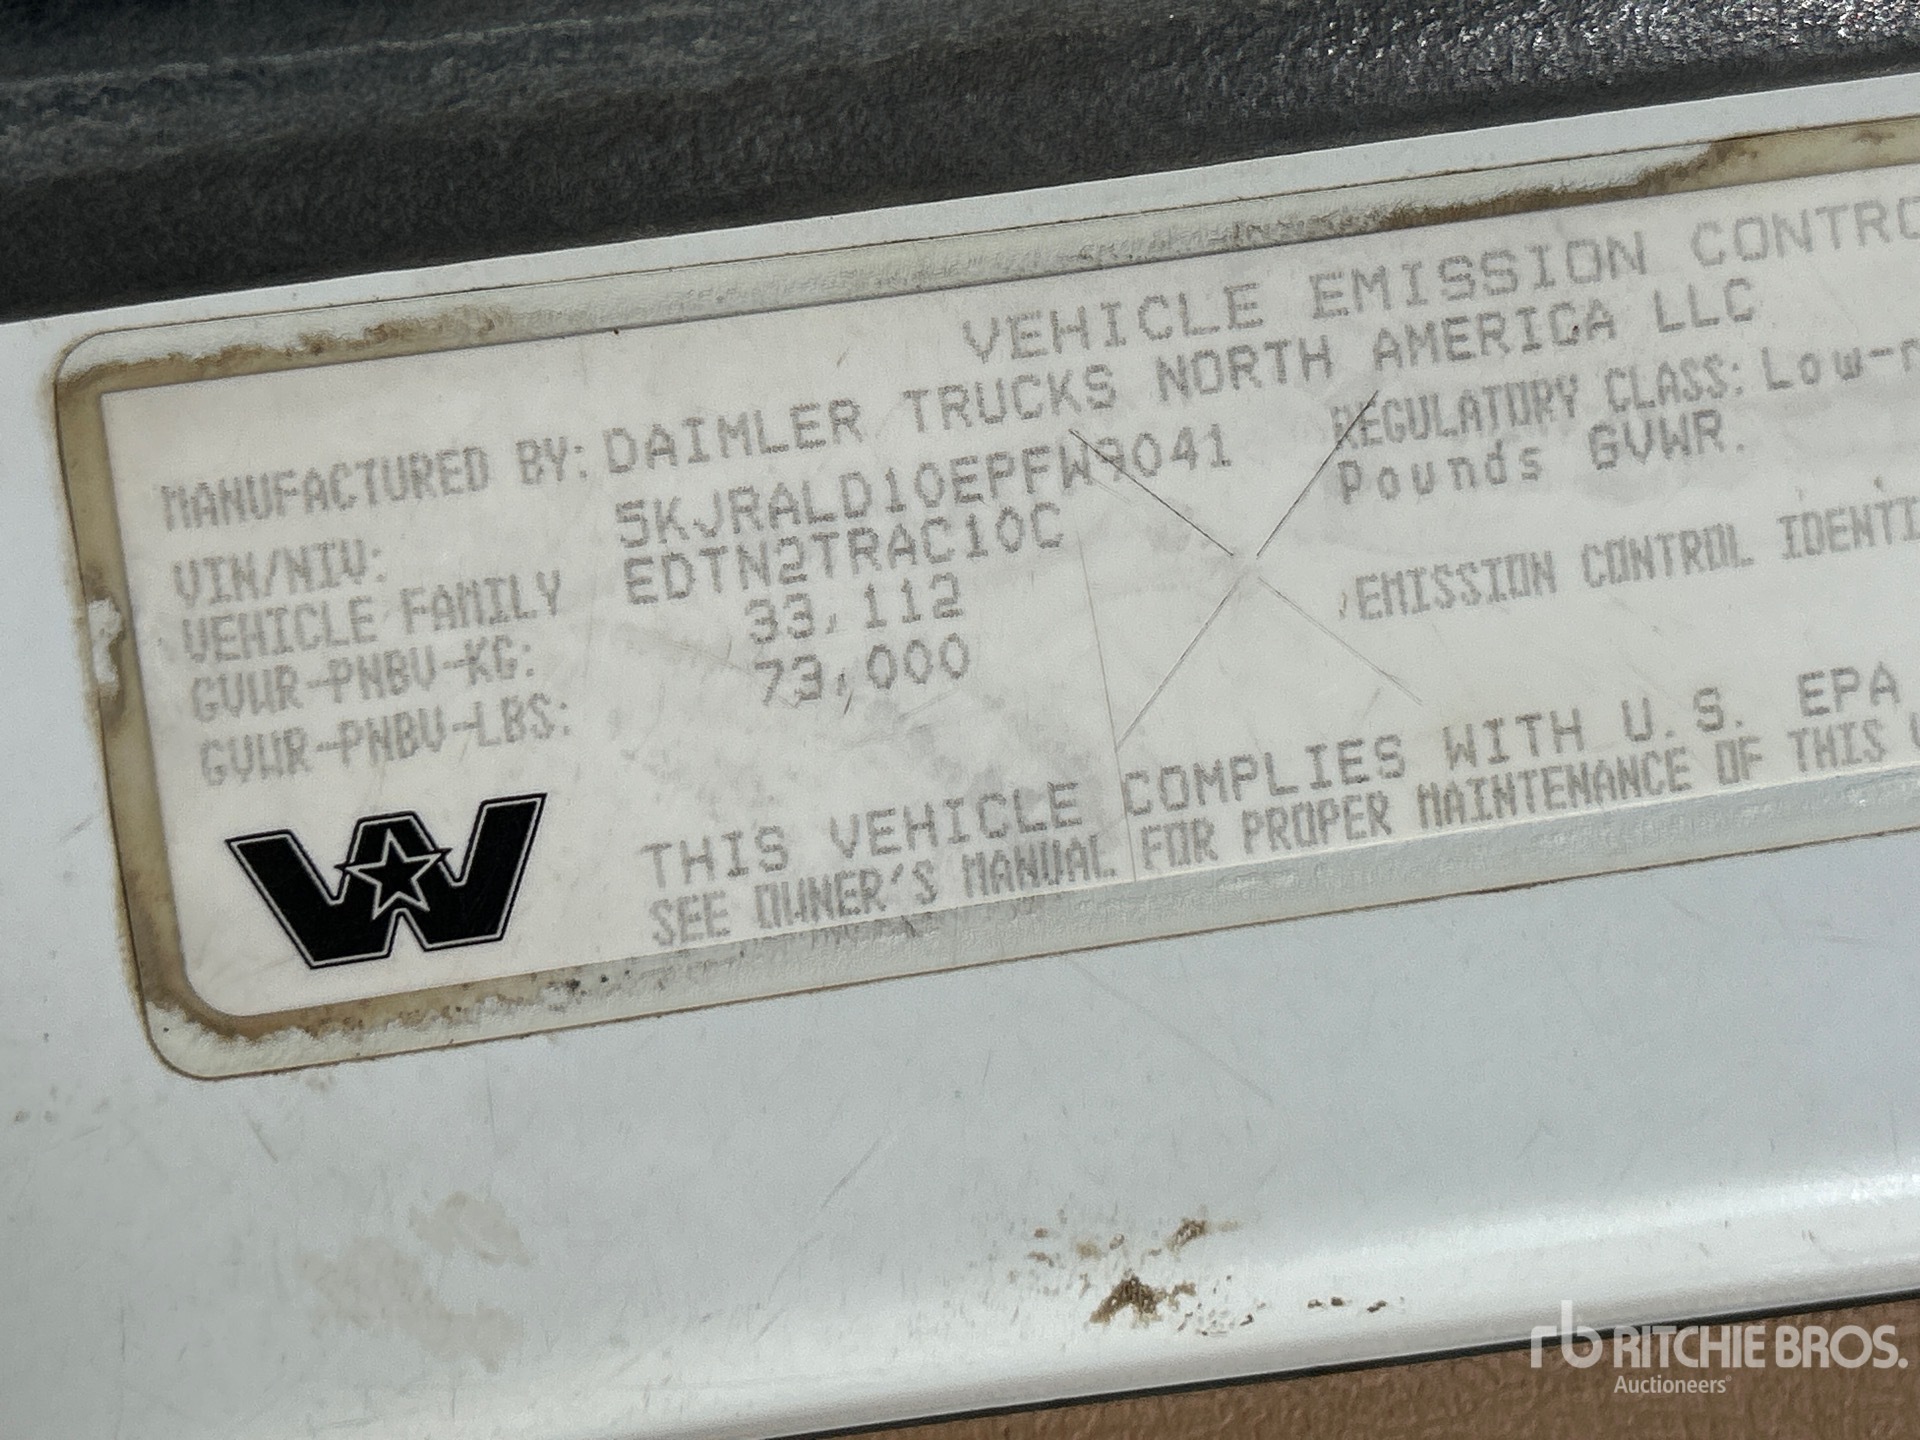 VEHICLE EMISSION CONTRO
MANUFACTURED BY: DAIMLER TRUCKS NORTH AMERICA LLC
VIN/NIV: 5KJRALD10EPFW9041
REGULATORY CLASS: Low-
Pounds GVWR.
VEHICLE FAMILY EDTN2TRAC10C
GVWR-PNBV-KG: 33,112
EMISSION CONTROL IDENTI
GVWR-PNBV-LBS: 73,000
THIS VEHICLE COMPLIES WITH U.S. EPA
SEE OWNER'S MANUAL FOR PROPER MAINTENANCE OF THIS V
rb RITCHIE BROS.
Auctioneers